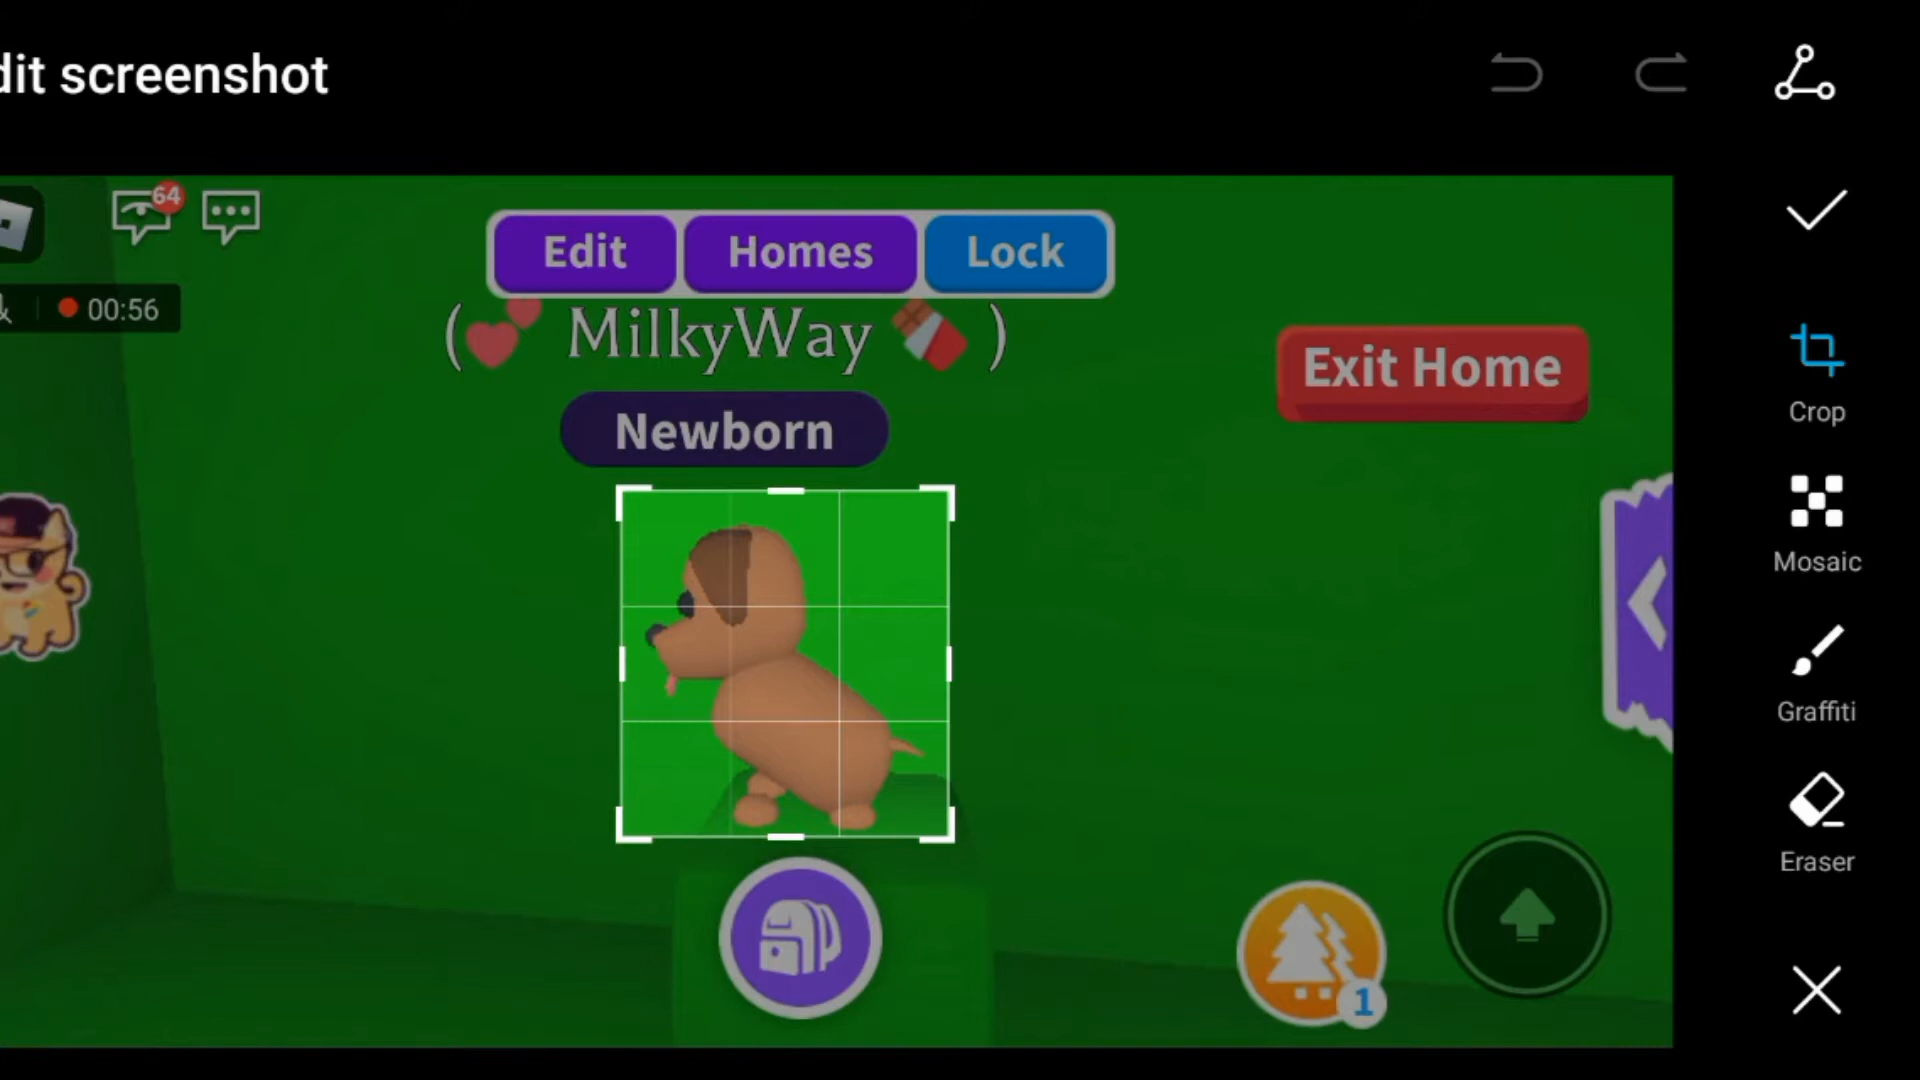 dit screenshot
64
Edit Homes Lock
00:56
(💕 MilkyWay 🍫 )
Exit Home
Newborn
Crop
Mosaic
Graffiti
Eraser
1